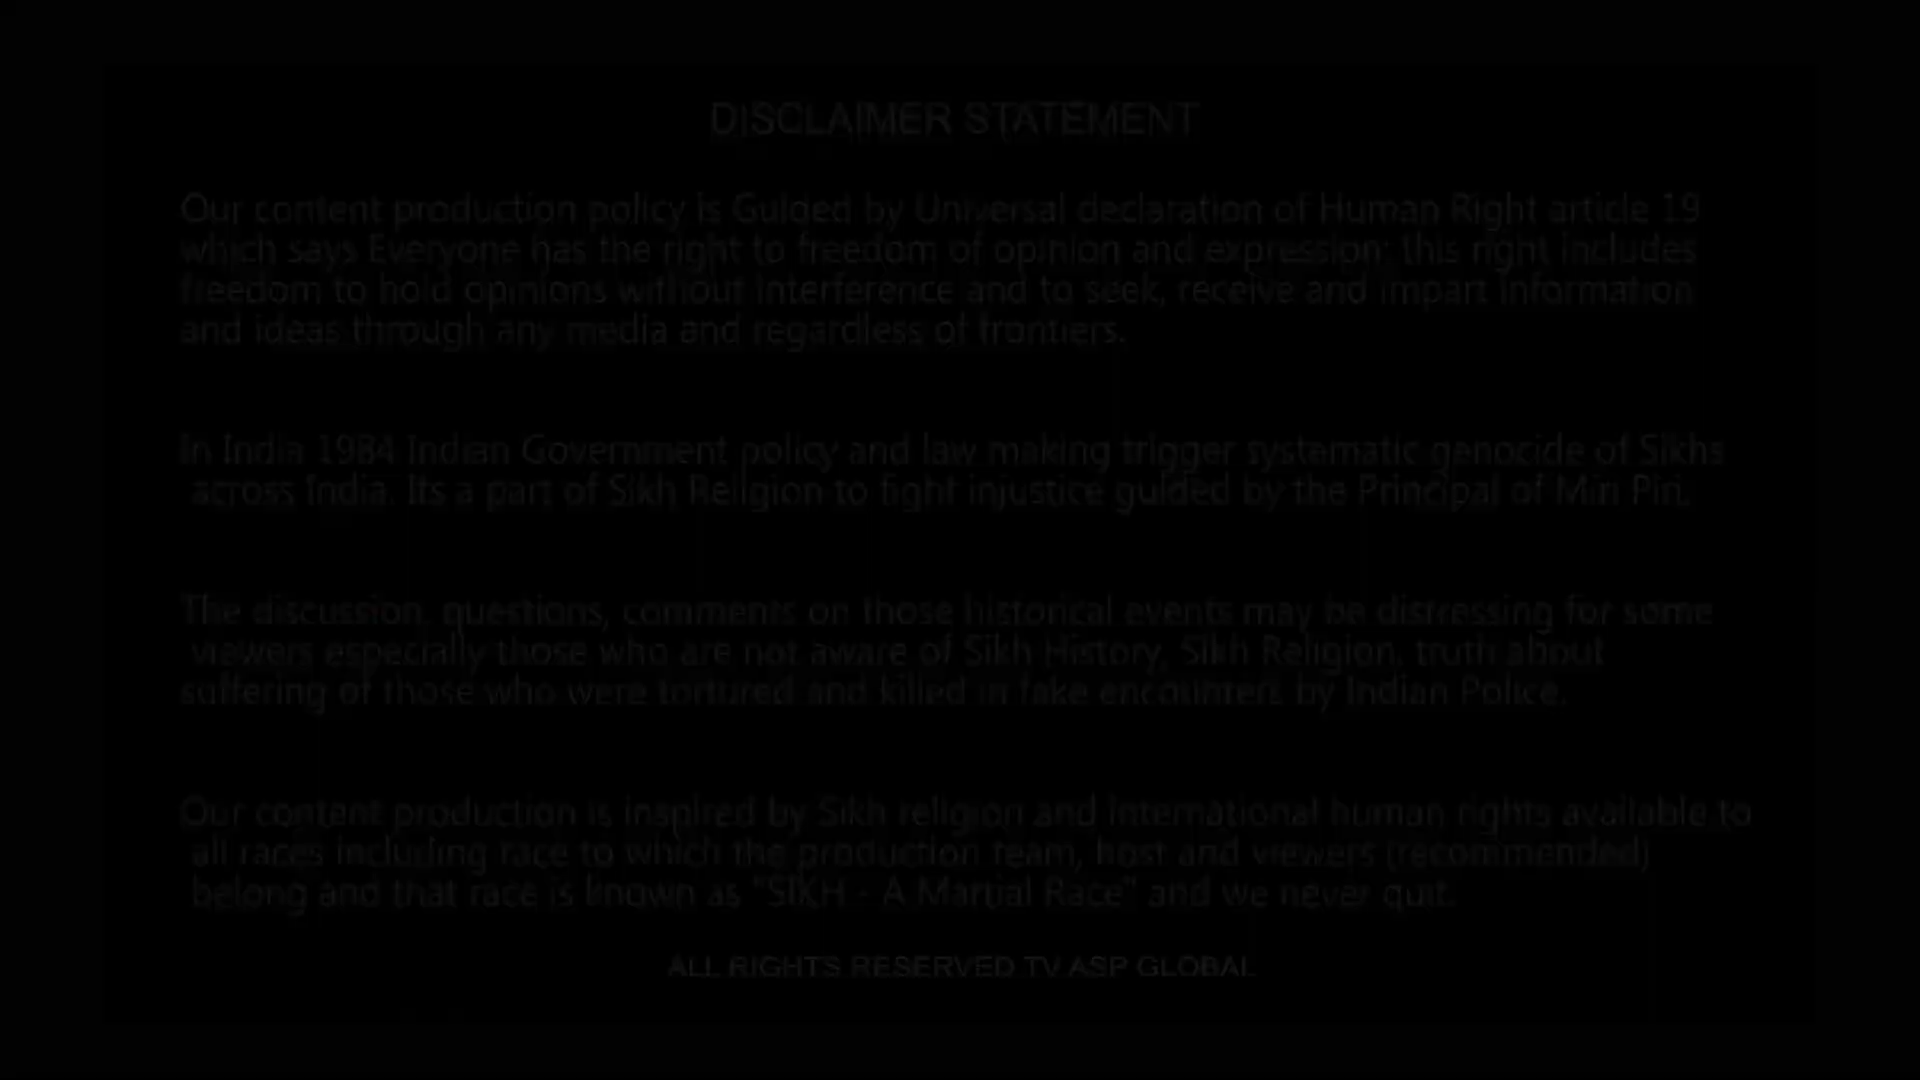 DISCLAIMER STATEMENT
Our content production policy is Guided by Universal declaration of Human Right article 19
which says Everyone has the right to freedom of opinion and expression; this right includes
freedom to hold opinions without interference and to seek, receive and impart information
and ideas through any media and regardless of frontiers.
In India 1984 Indian Government policy and law making trigger systematic genocide of Sikhs
across India. Its a part of Sikh Religion to fight injustice guided by the Principal of Miri Piri.
The discussion, questions, comments on those historical events may be distressing for some
viewers especially those who are not aware of Sikh History, Sikh Religion, truth about
suffering of those who were tortured and killed in fake encounters by Indian Police.
Our content production is inspired by Sikh religion and International human rights available to
all races including race to which the production team, host and viewers (recommended)
belong and that race is known as "SIKH - A Martial Race" and we never quit.
ALL RIGHTS RESERVED TV ASP GLOBAL